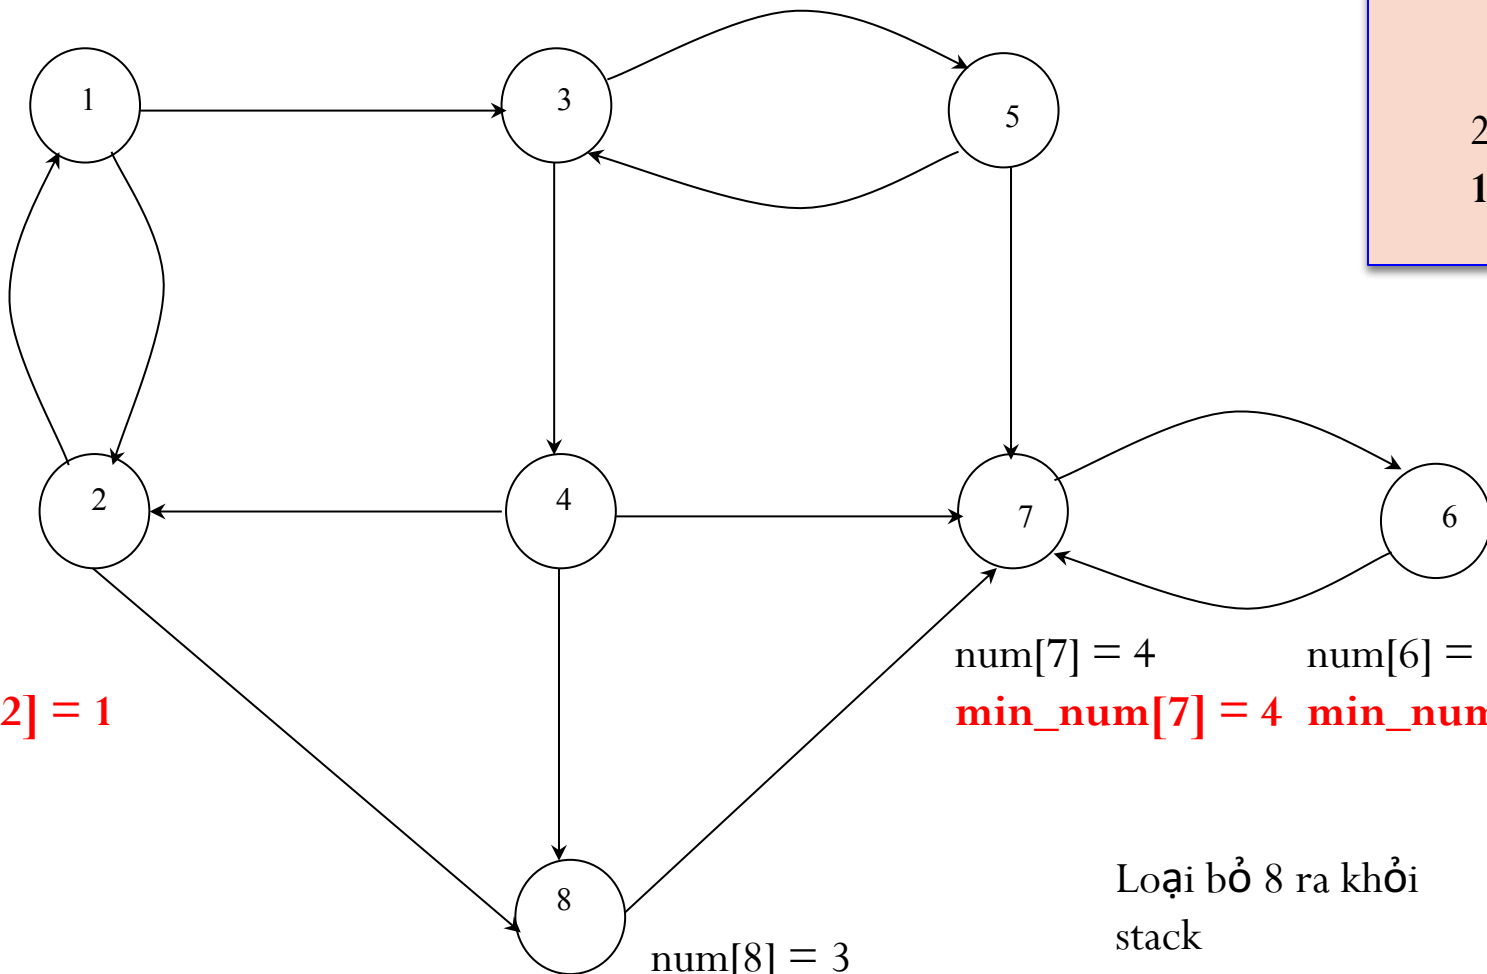 1
3
5
2
1
2
4
7
6
num[7] = 4
num[6] =
2] = 1
min_num[7] = 4
min_num
8
Loại bỏ 8 ra khỏi
stack
num[8] = 3